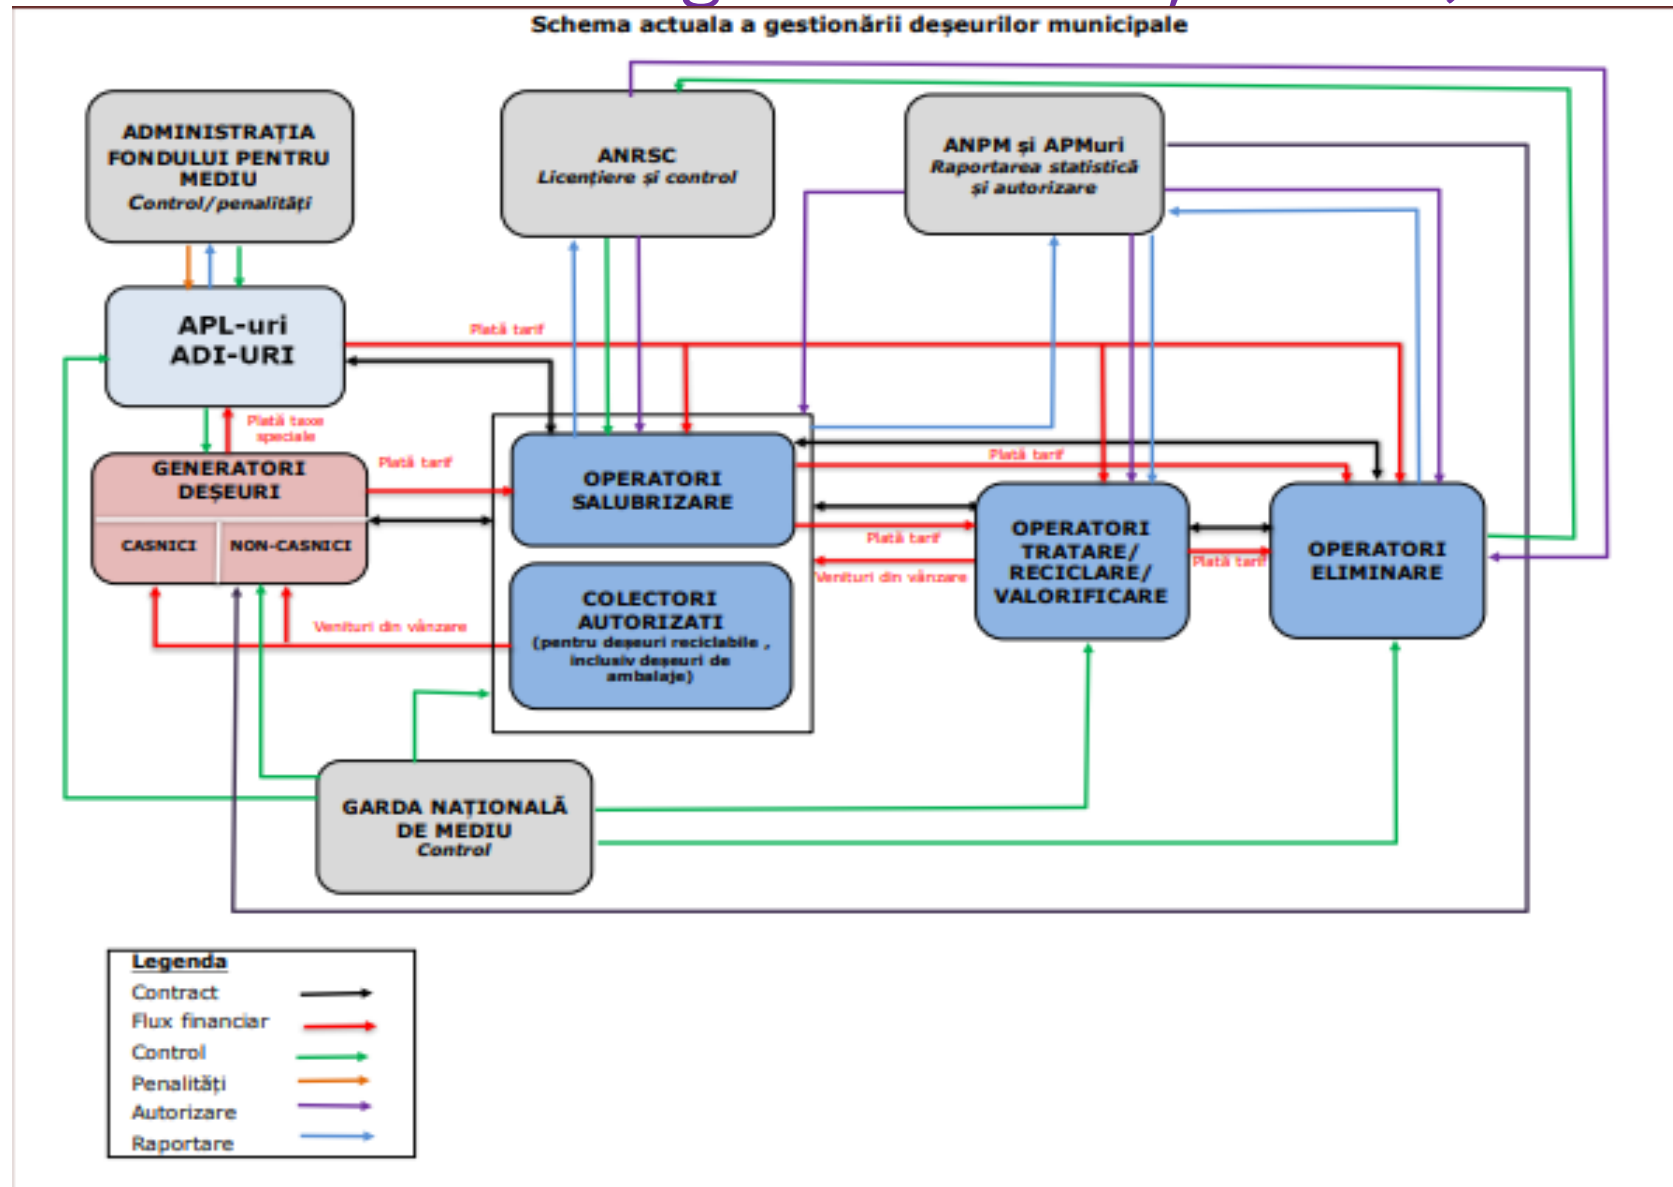 Schema actuala a gestionării deșeurilor municipale
ADMINISTRAȚIA
FONDULUI PENTRU
MEDIU
Control/penalități
ANRSC
Licențiere și control
ANPM și APMuri
Raportarea statistică
și autorizare
APL-uri
ADI-URI
Plată tarif
Plată taxe
speciale
GENERATORI
DEȘEURI
CASNICI
NON-CASNICI
Plată tarif
OPERATORI
SALUBRIZARE
Plată tarif
Plată tarif
Venituri din vânzare
OPERATORI
TRATARE/
RECICLARE/
VALORIFICARE
Plată tarif
OPERATORI
ELIMINARE
COLECTORI
AUTORIZATI
(pentru deșeuri reciclabile ,
inclusiv deșeuri de
ambalaje)
Venituri din vânzare
GARDA NAȚIONALĂ
DE MEDIU
Control
Legenda
Contract
Flux financiar
Control
Penalități
Autorizare
Raportare